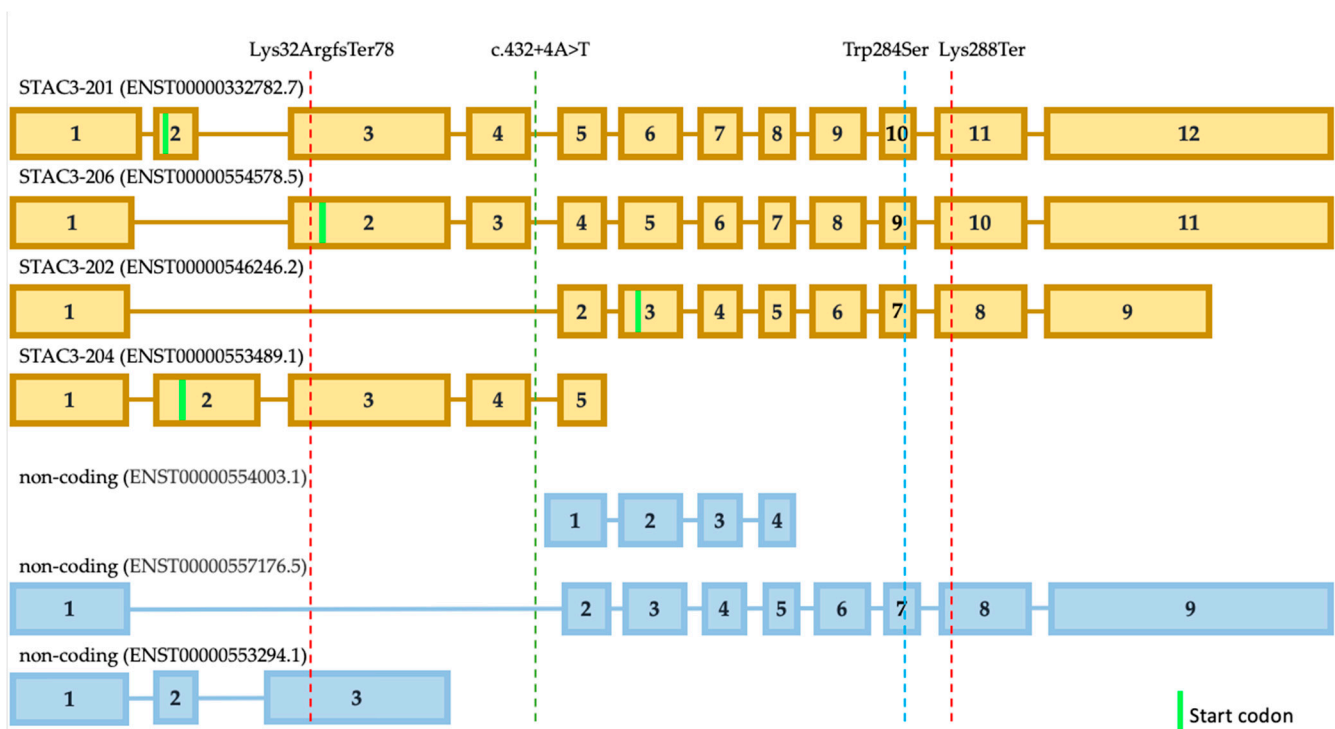 Lys32ArgfsTer78 c.432+4A>T Trp284Ser Lys288Ter
STAC3-201 (ENST00000332782.7)
1 2 3 4 5 6 7 8 9 10 11 12
STAC3-206 (ENST00000554578.5)
1 2 3 4 5 6 7 8 9 10 11
STAC3-202 (ENST00000546246.2)
1 2 3 4 5 6 7 8 9
STAC3-204 (ENST00000553489.1)
1 2 3 4 5
non-coding (ENST00000554003.1)
1 2 3 4
non-coding (ENST00000557176.5)
1 2 3 4 5 6 7 8 9
non-coding (ENST00000553294.1)
1 2 3
Start codon